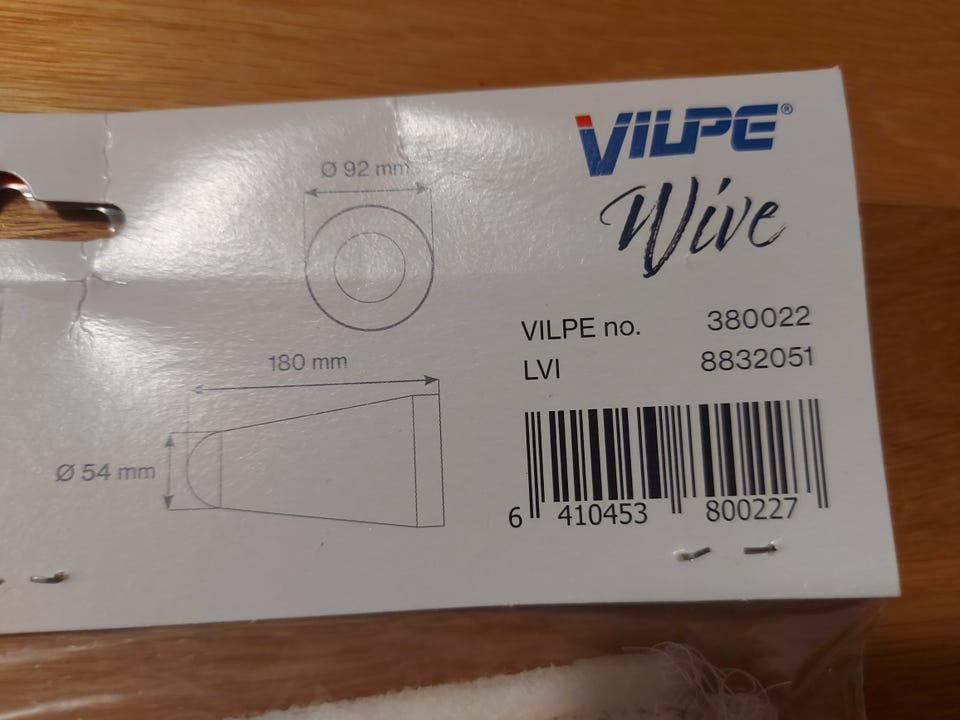 Ø 92 mm
180 mm
Ø 54 mm
VILPE®
Wive
VILPE no. 380022
LVI 8832051
6 410453 800227